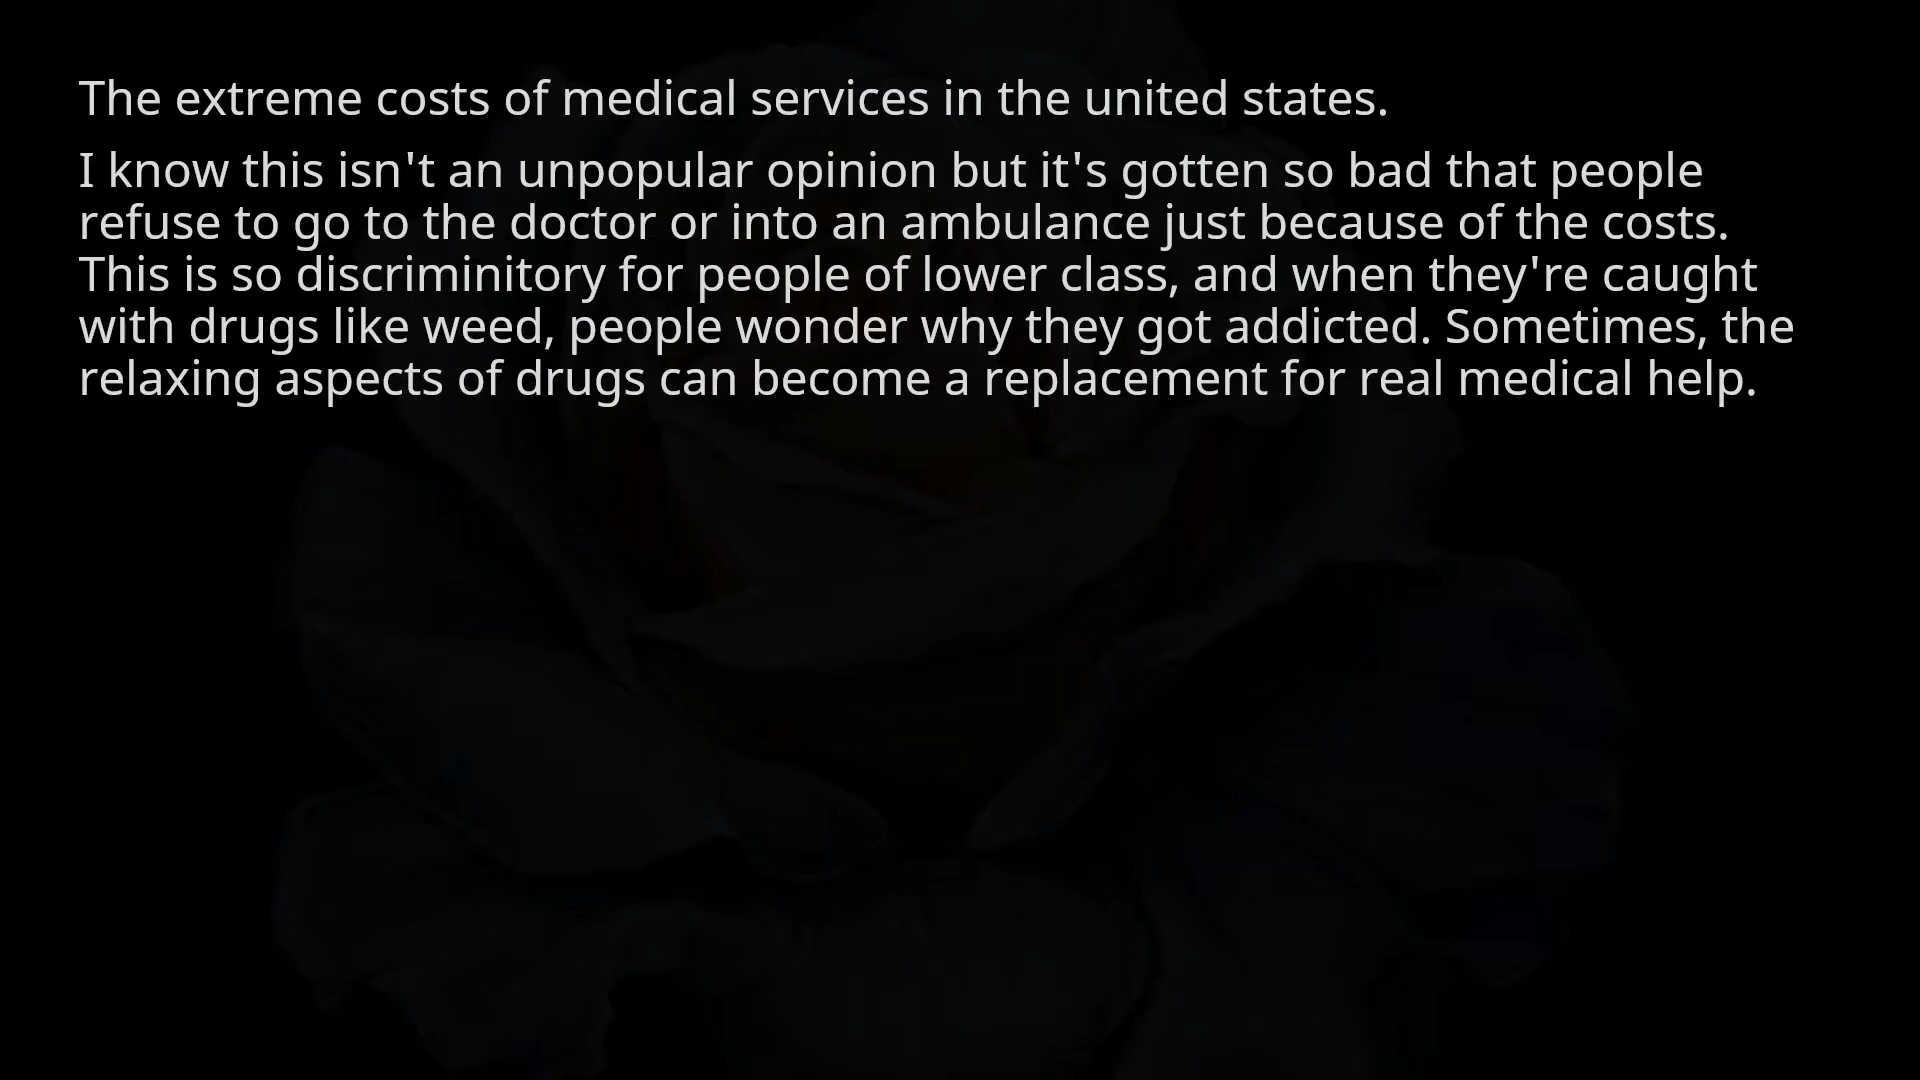 The extreme costs of medical services in the united states.
I know this isn't an unpopular opinion but it's gotten so bad that people
refuse to go to the doctor or into an ambulance just because of the costs.
This is so discriminitory for people of lower class, and when they're caught
with drugs like weed, people wonder why they got addicted. Sometimes, the
relaxing aspects of drugs can become a replacement for real medical help.